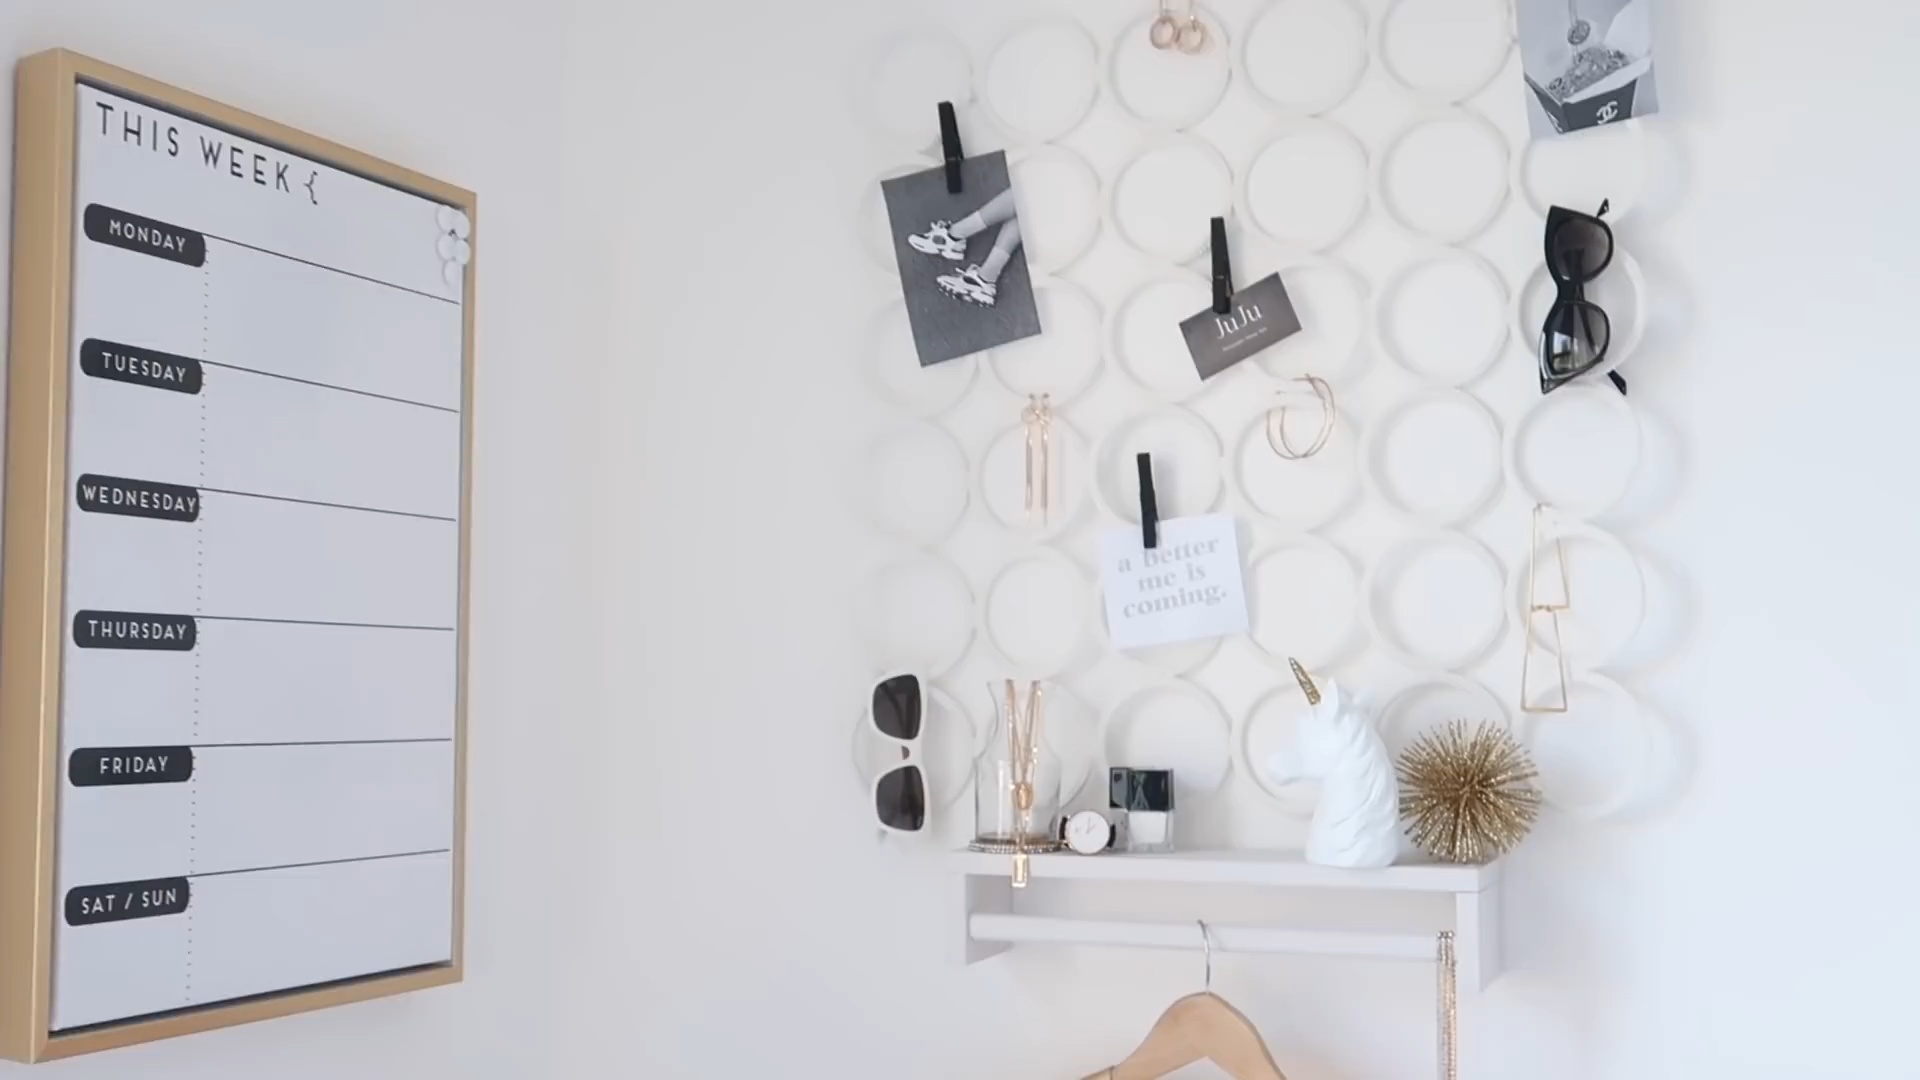 THIS WEEK {
MONDAY
TUESDAY
WEDNESDAY
THURSDAY
FRIDAY
SAT / SUN
JuJu
a better
me is
coming.